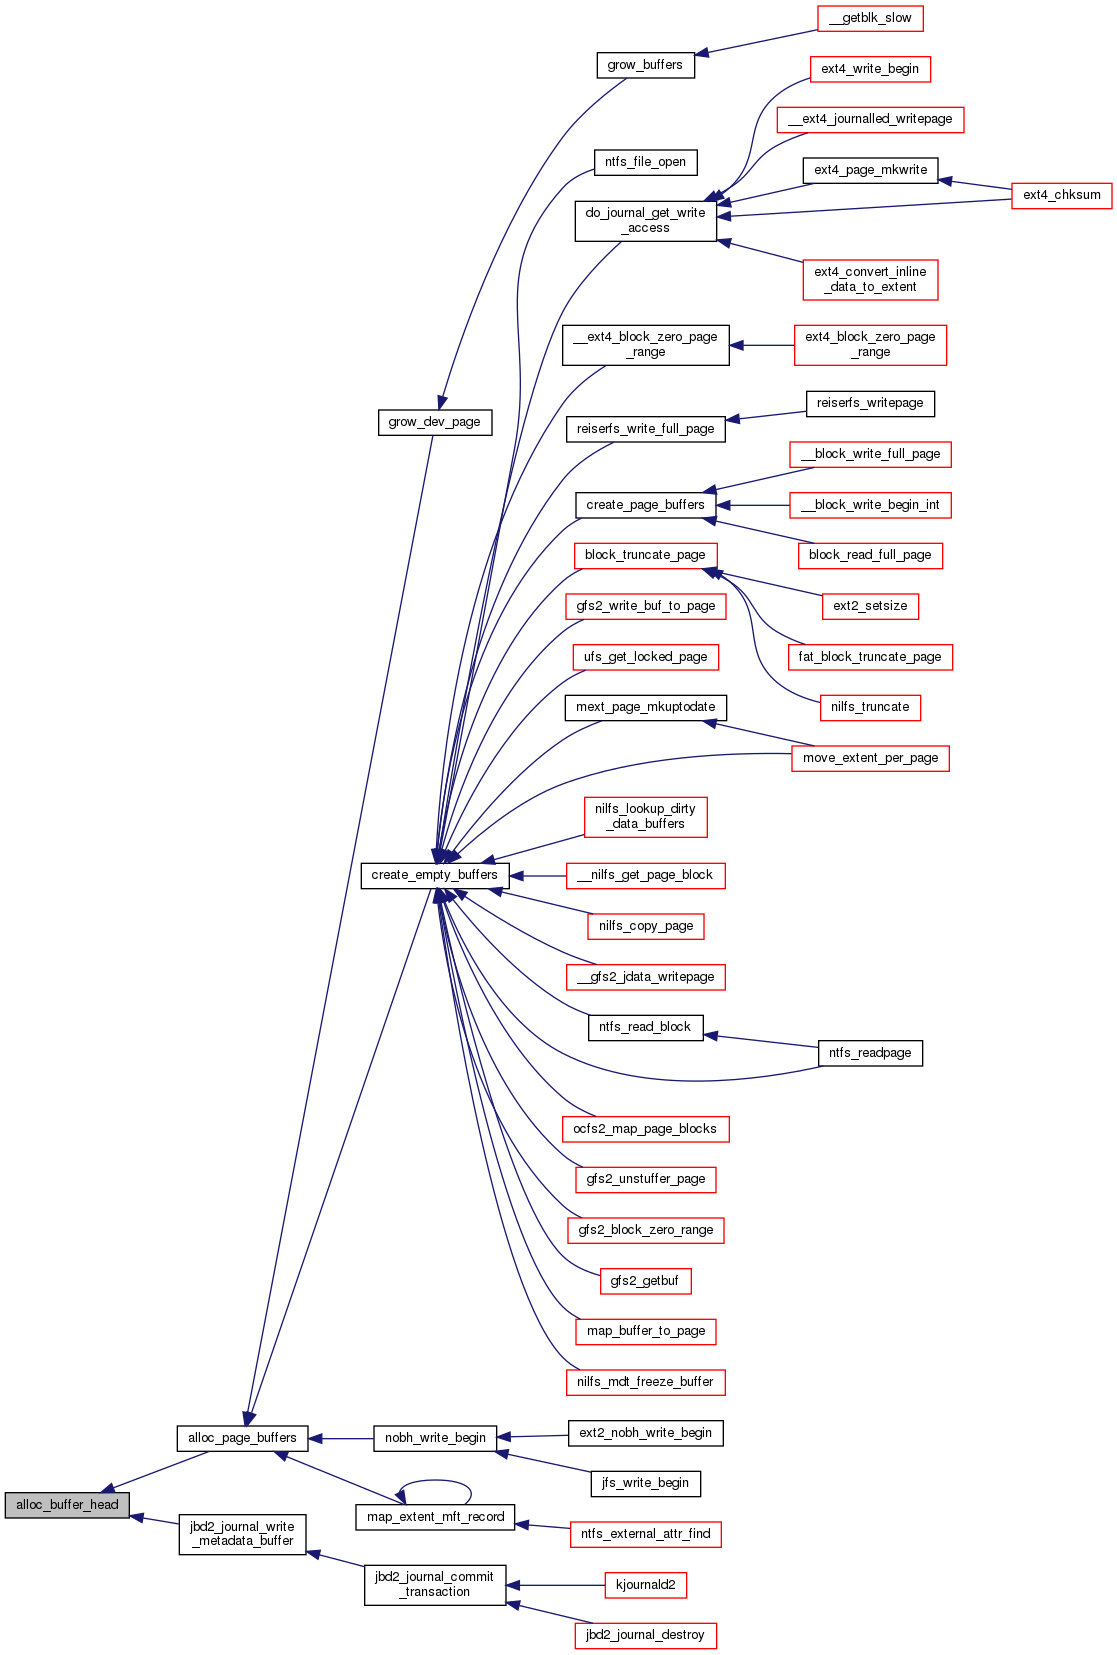 __getblk_slow
grow_buffers
ext4_write_begin
__ext4_journalled_writepage
ntfs_file_open
ext4_page_mkwrite
ext4_chksum
do_journal_get_write
_access
ext4_convert_inline
_data_to_extent
__ext4_block_zero_page
_range
ext4_block_zero_page
_range
reiserfs_writepage
grow_dev_page
reiserfs_write_full_page
__block_write_full_page
create_page_buffers
__block_write_begin_int
block_truncate_page
block_read_full_page
gfs2_write_buf_to_page
ext2_setsize
ufs_get_locked_page
fat_block_truncate_page
mext_page_mkuptodate
nilfs_truncate
move_extent_per_page
nilfs_lookup_dirty
_data_buffers
create_empty_buffers
__nilfs_get_page_block
nilfs_copy_page
__gfs2_jdata_writepage
ntfs_read_block
ntfs_readpage
ocfs2_map_page_blocks
gfs2_unstuffer_page
gfs2_block_zero_range
gfs2_getbuf
map_buffer_to_page
nilfs_mdt_freeze_buffer
alloc_page_buffers
nobh_write_begin
ext2_nobh_write_begin
jfs_write_begin
alloc_buffer_head
map_extent_mft_record
ntfs_external_attr_find
jbd2_journal_write
_metadata_buffer
jbd2_journal_commit
_transaction
kjournald2
jbd2_journal_destroy